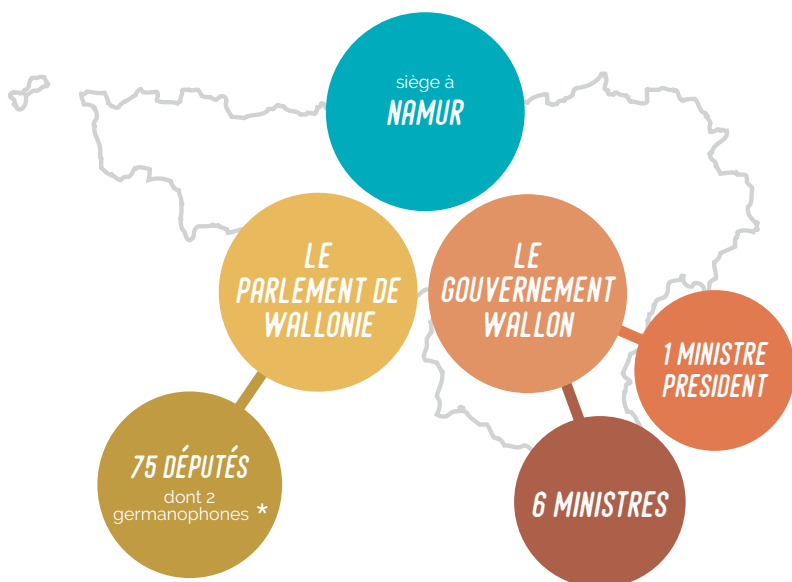 siège à
NAMUR
LE
PARLEMENT DE
WALLONIE
LE
GOUVERNEMENT
WALLON
1 MINISTRE
PRESIDENT
75 DÉPUTÉS
dont 2
germanophones *
6 MINISTRES